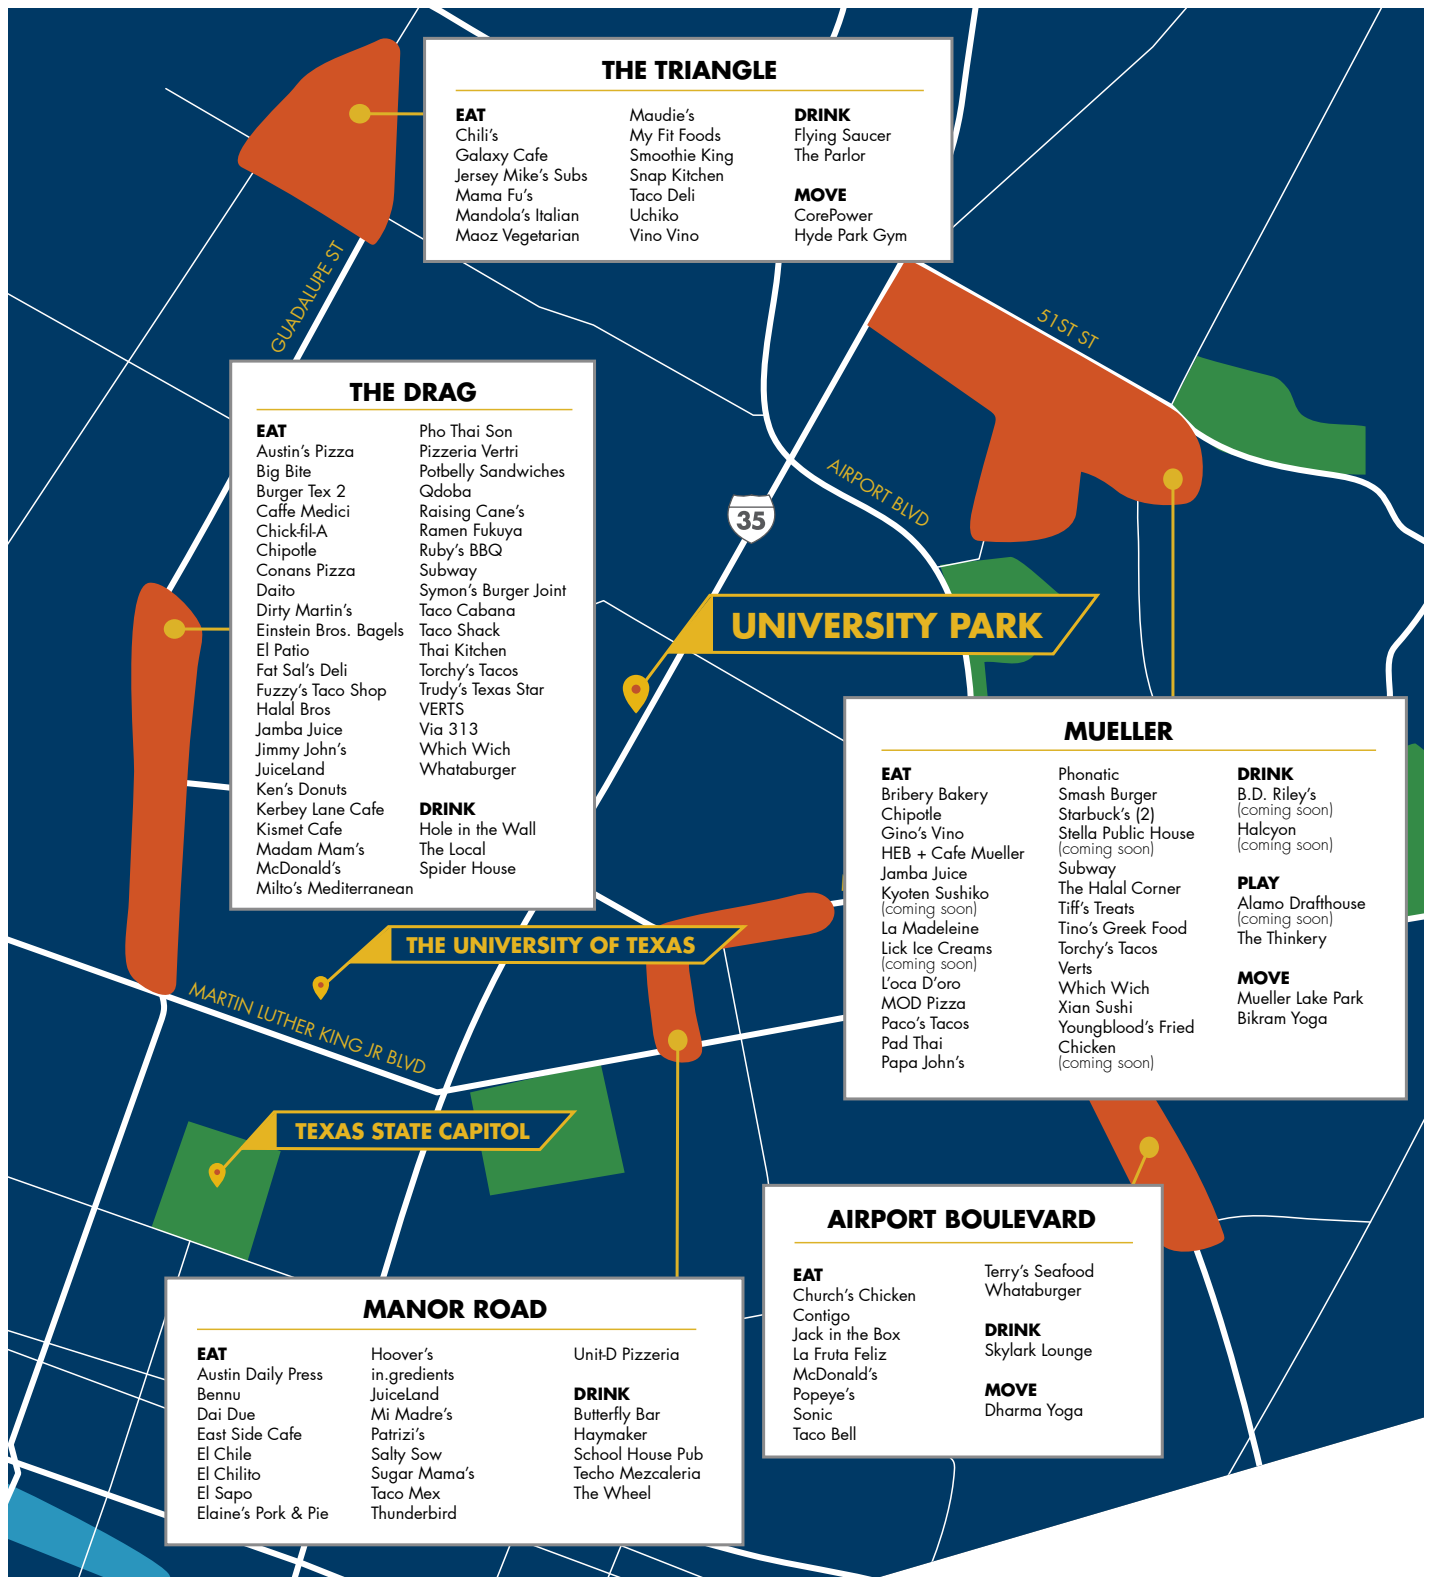 THE TRIANGLE
EAT
Chili's
Galaxy Cafe
Jersey Mike's Subs
Mama Fu's
Mandola's Italian
Maoz Vegetarian
Maudie's
My Fit Foods
Smoothie King
Snap Kitchen
Taco Deli
Uchiko
Vino Vino
DRINK
Flying Saucer
The Parlor
MOVE
CorePower
Hyde Park Gym
GUADALUPE ST
51ST ST
THE DRAG
EAT
Austin's Pizza
Big Bite
Burger Tex 2
Caffe Medici
Chick-fil-A
Chipotle
Conans Pizza
Daito
Dirty Martin's
Einstein Bros. Bagels
El Patio
Fat Sal's Deli
Fuzzy's Taco Shop
Halal Bros
Jamba Juice
Jimmy John's
JuiceLand
Ken's Donuts
Kerbey Lane Cafe
Kismet Cafe
Madam Mam's
McDonald's
Milto's Mediterranean
Pho Thai Son
Pizzeria Vertri
Potbelly Sandwiches
Qdoba
Raising Cane's
Ramen Fukuya
Ruby's BBQ
Subway
Symon's Burger Joint
Taco Cabana
Taco Shack
Thai Kitchen
Torchy's Tacos
Trudy's Texas Star
VERTS
Via 313
Which Wich
Whataburger
DRINK
Hole in the Wall
The Local
Spider House
AIRPORT BLVD
35
UNIVERSITY PARK
MUELLER
EAT
Bribery Bakery
Chipotle
Gino's Vino
HEB + Cafe Mueller
Jamba Juice
Kyoten Sushiko
(coming soon)
La Madeleine
Lick Ice Creams
(coming soon)
L'oca D'oro
MOD Pizza
Paco's Tacos
Pad Thai
Papa John's
Phonatic
Smash Burger
Starbuck's (2)
Stella Public House
(coming soon)
Subway
The Halal Corner
Tiff's Treats
Tino's Greek Food
Torchy's Tacos
Verts
Which Wich
Xian Sushi
Youngblood's Fried
Chicken
(coming soon)
DRINK
B.D. Riley's
(coming soon)
Halcyon
(coming soon)
PLAY
Alamo Drafthouse
(coming soon)
The Thinkery
MOVE
Mueller Lake Park
Bikram Yoga
THE UNIVERSITY OF TEXAS
MARTIN LUTHER KING JR BLVD
TEXAS STATE CAPITOL
AIRPORT BOULEVARD
EAT
Church's Chicken
Contigo
Jack in the Box
La Fruta Feliz
McDonald's
Popeye's
Sonic
Taco Bell
Terry's Seafood
Whataburger
DRINK
Skylark Lounge
MOVE
Dharma Yoga
MANOR ROAD
EAT
Austin Daily Press
Bennu
Dai Due
East Side Cafe
El Chile
El Chilito
El Sapo
Elaine's Pork & Pie
Hoover's
in.gredients
JuiceLand
Mi Madre's
Patrizi's
Salty Sow
Sugar Mama's
Taco Mex
Thunderbird
Unit-D Pizzeria
DRINK
Butterfly Bar
Haymaker
School House Pub
Techo Mezcaleria
The Wheel